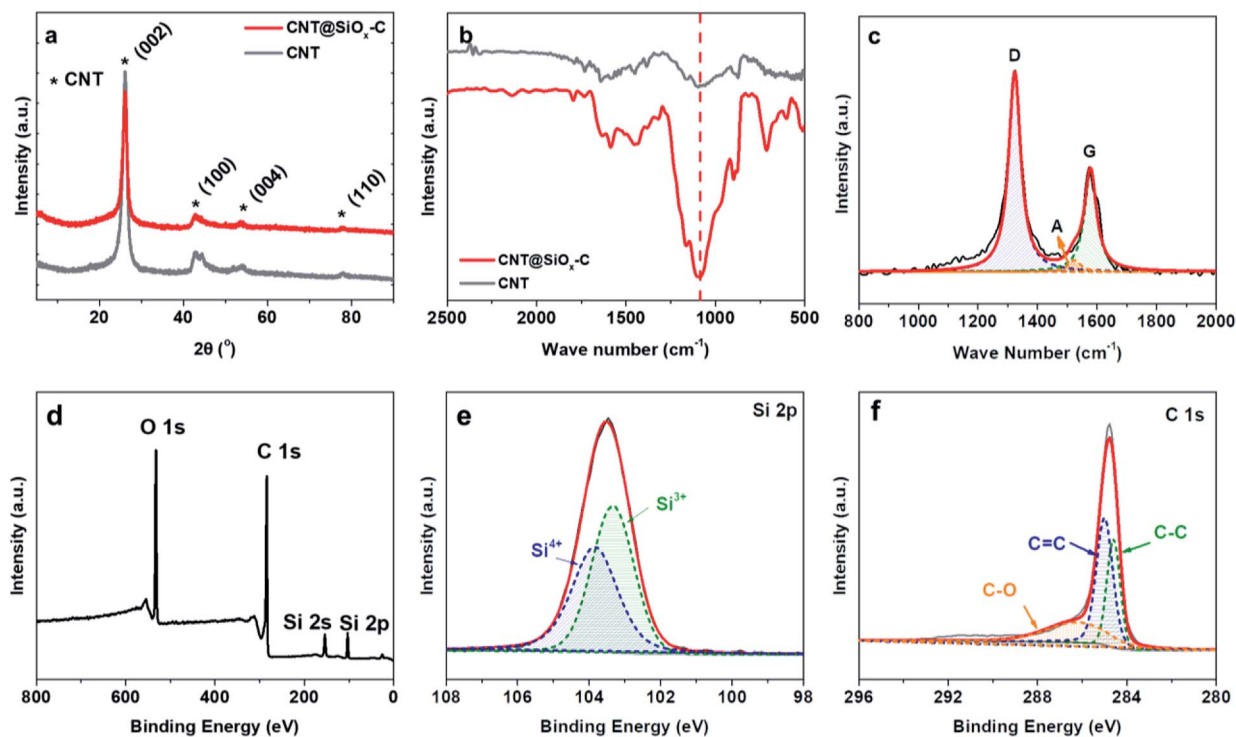 a
CNT@SiOₓ-C
CNT
* CNT
* (002)
* (100)
* (004)
* (110)
Intensity (a.u.)
20 40 60 80
2θ (°)
b
CNT@SiOₓ-C
CNT
Intensity (a.u.)
2500 2000 1500 1000 500
Wave number (cm⁻¹)
c
D
G
A
Intensity (a.u.)
800 1000 1200 1400 1600 1800 2000
Wave Number (cm⁻¹)
d
O 1s
C 1s
Si 2s Si 2p
Intensity (a.u.)
800 600 400 200 0
Binding Energy (eV)
e
Si 2p
Si³⁺
Si⁴⁺
Intensity (a.u.)
108 106 104 102 100 98
Binding Energy (eV)
f
C 1s
C=C
C-C
C-O
Intensity (a.u.)
296 292 288 284 280
Binding Energy (eV)